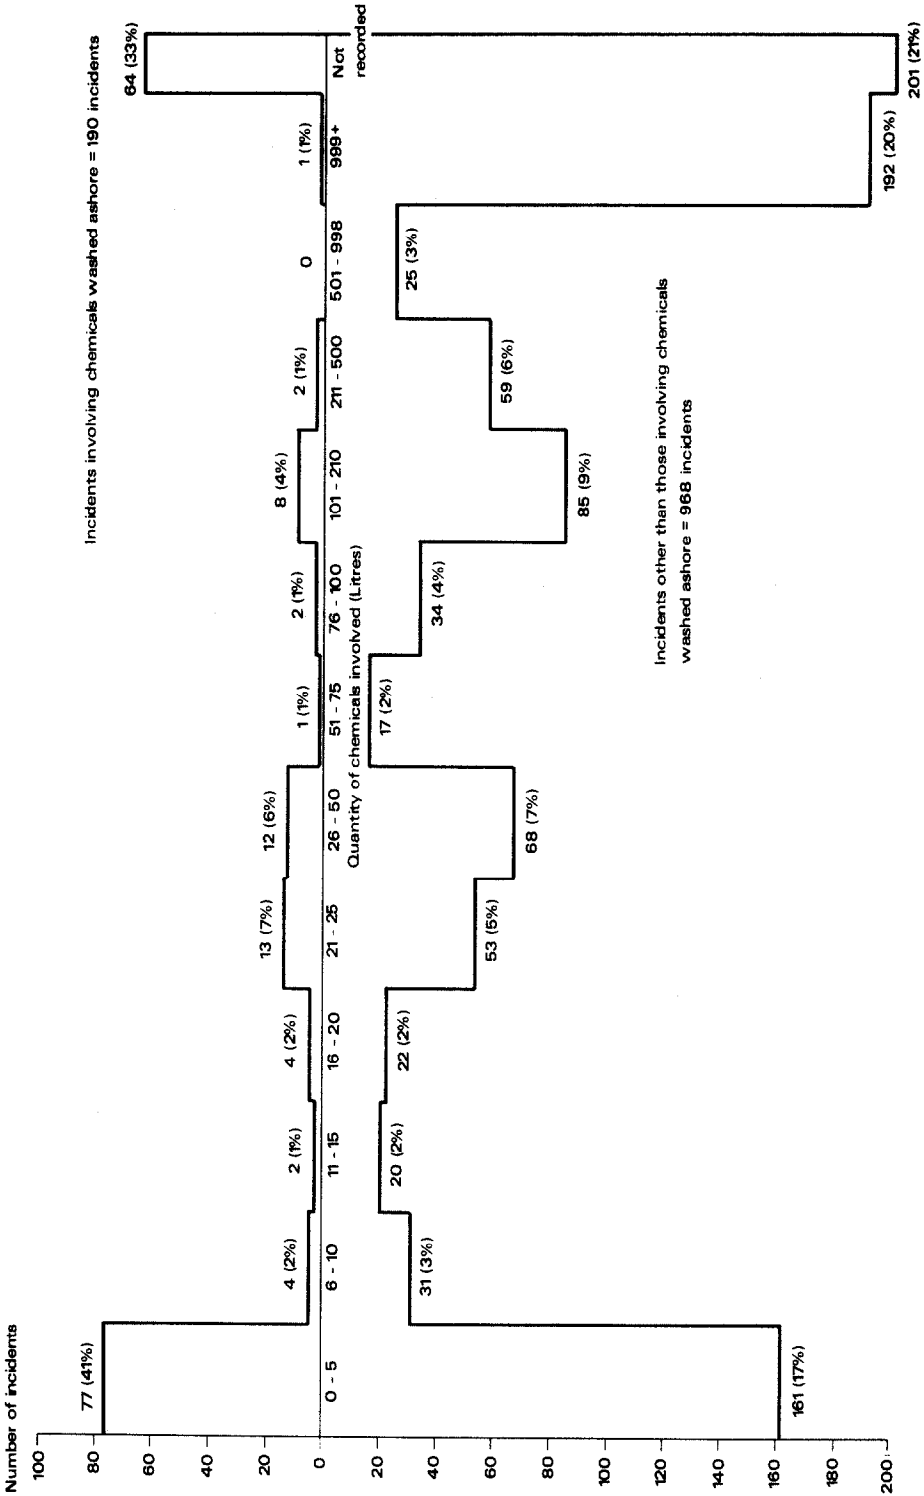 Number of incidents
100
80
60
40
20
0
20
40
60
80
100
120
140
160
180
200
Incidents involving chemicals washed ashore = 190 incidents
77 (41%)
4 (2%)
2 (1%)
4 (2%)
13 (7%)
12 (6%)
1 (1%)
2 (1%)
8 (4%)
2 (1%)
0
1 (1%)
64 (33%)
0 - 5
6 - 10
11 - 15
16 - 20
21 - 25
26 - 50
51 - 75
76 - 100
101 - 210
211 - 500
501 - 998
999+
Not
recorded
Quantity of chemicals involved (Litres)
161 (17%)
31 (3%)
20 (2%)
22 (2%)
53 (5%)
68 (7%)
17 (2%)
34 (4%)
85 (9%)
59 (6%)
25 (3%)
192 (20%)
201 (21%)
Incidents other than those involving chemicals
washed ashore = 968 incidents